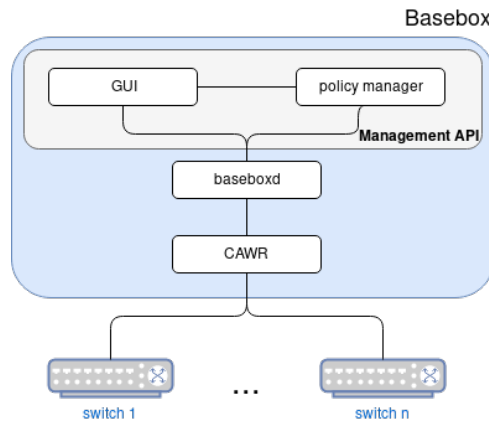 Basebox
GUI
policy manager
Management API
baseboxd
CAWR
...
switch 1
switch n